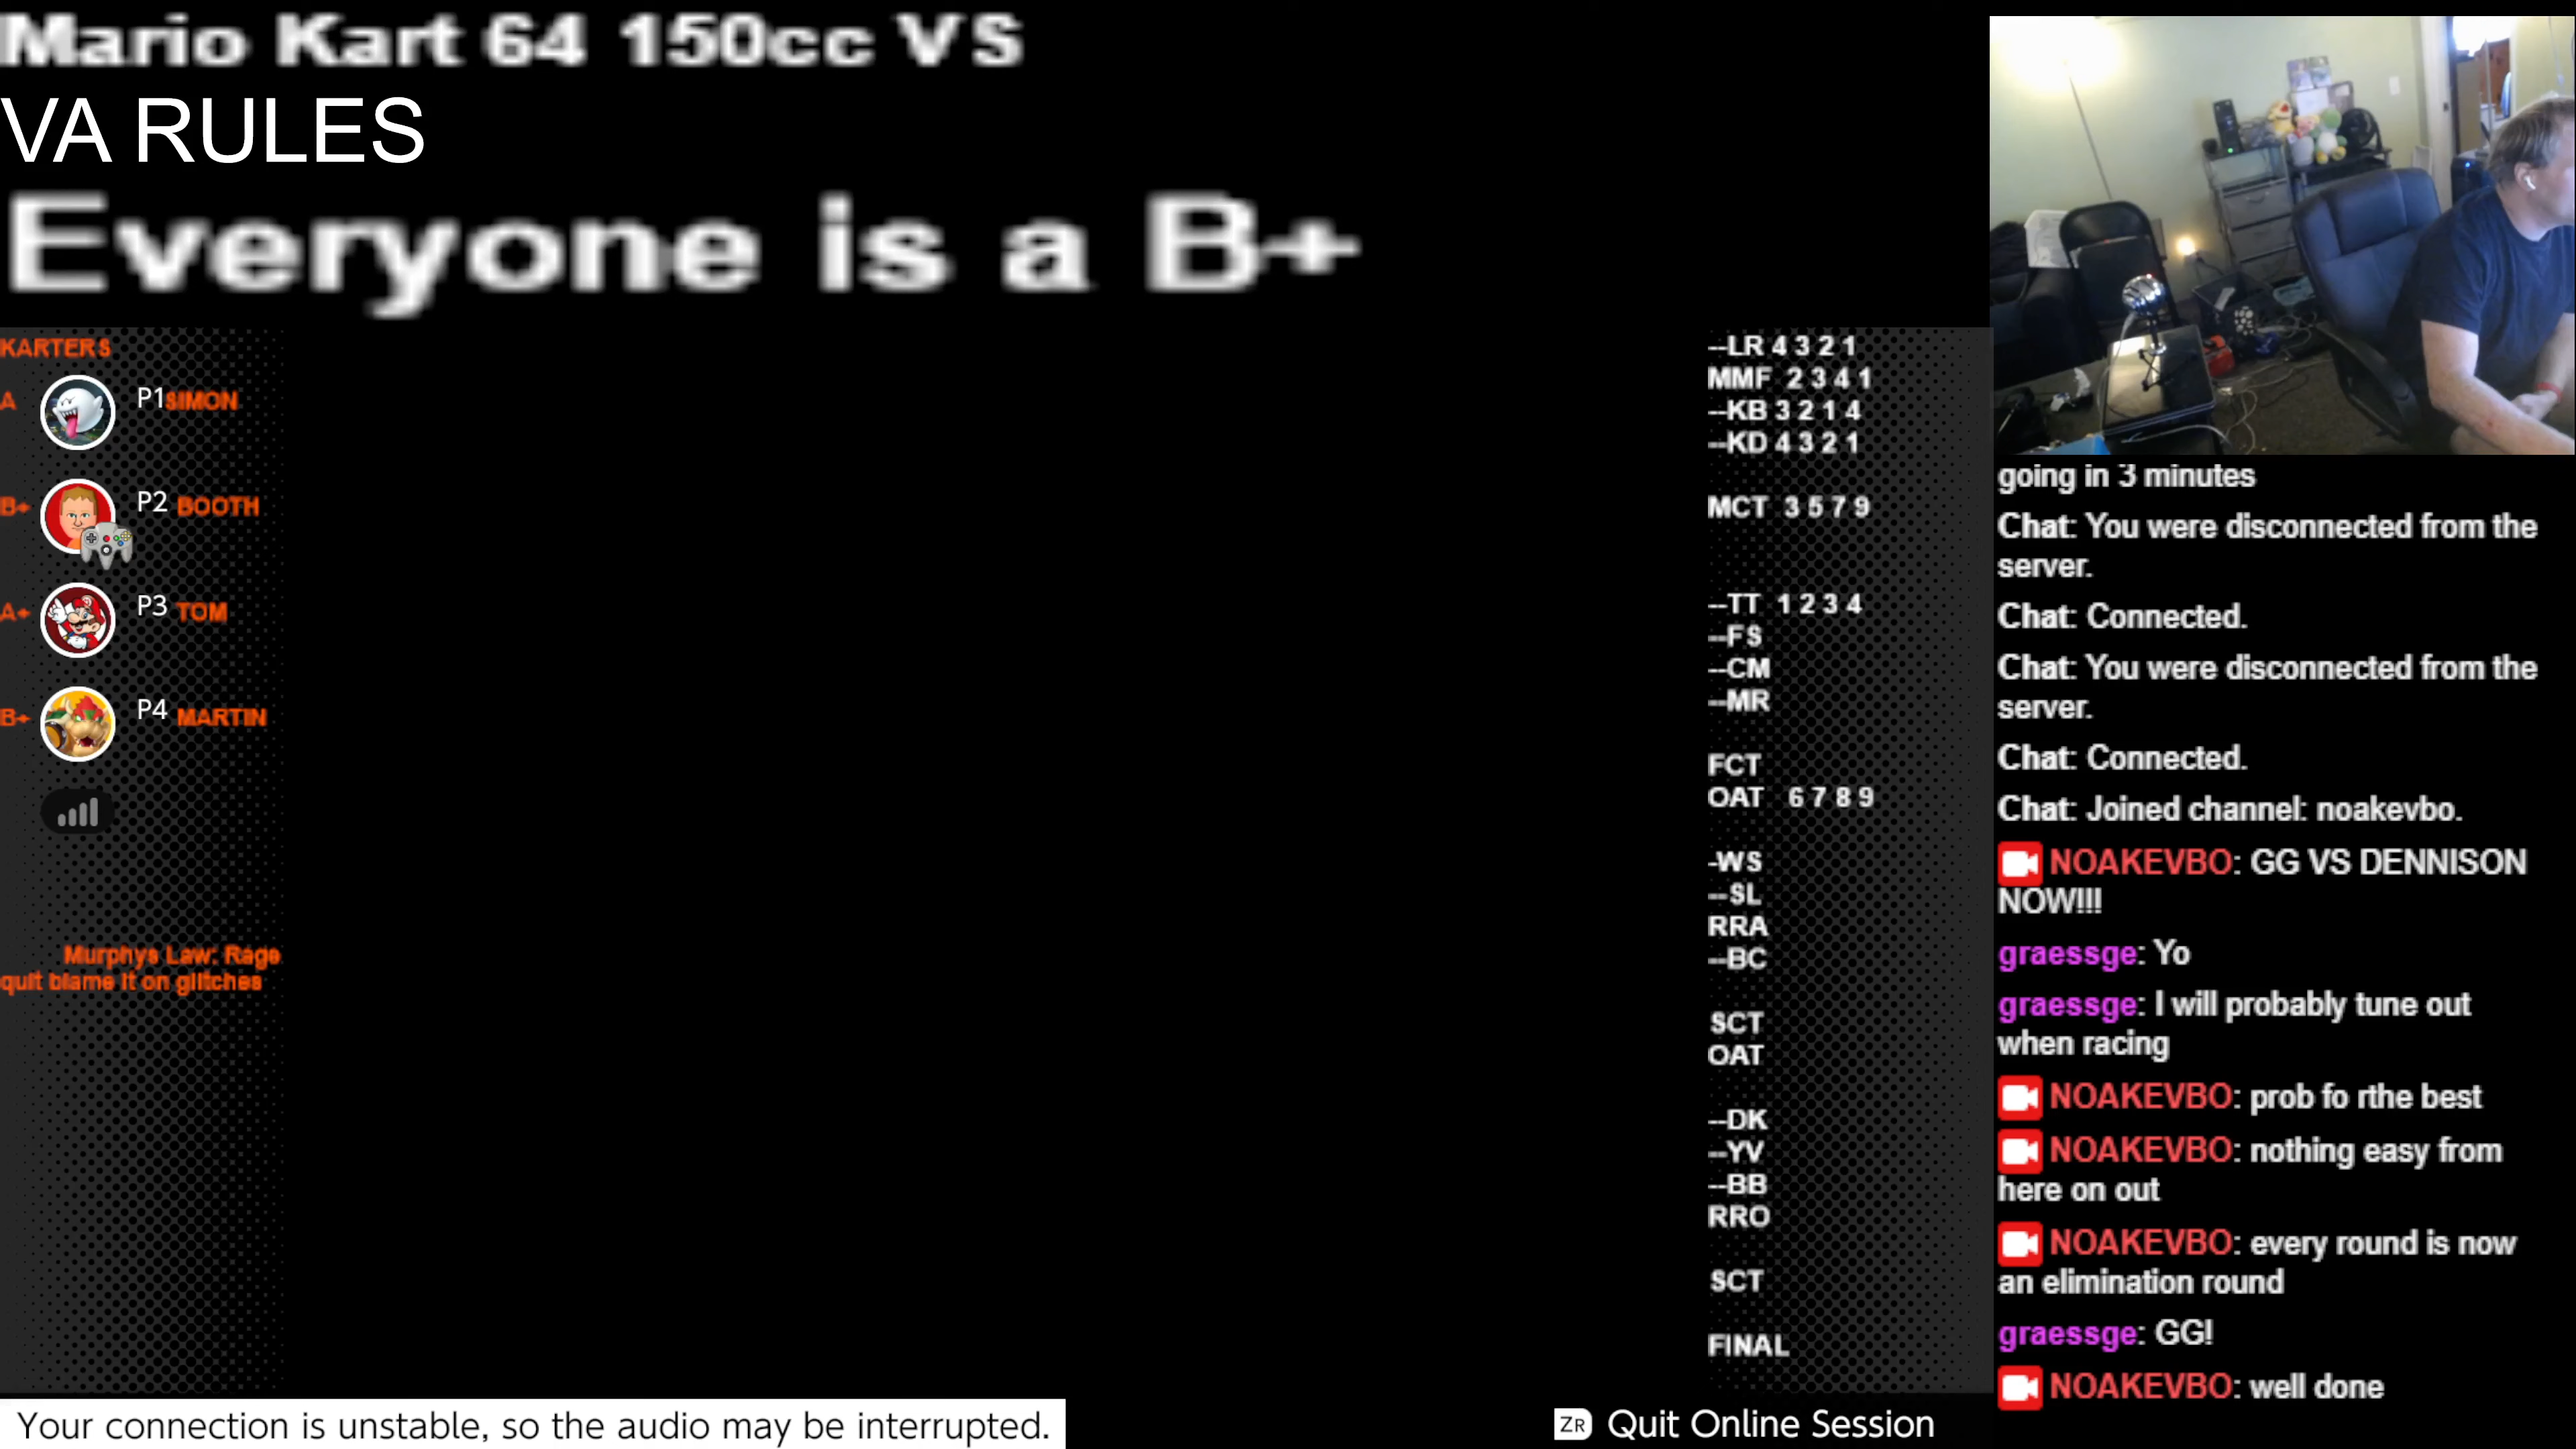 Mario Kart 64 150cc VS
VA RULES
Everyone is a B+
KARTERS
A P1 SIMON
B+ P2 BOOTH
A+ P3 TOM
B+ P4 MARTIN
Murphys Law: Rage
quit blame it on glitches
--LR 4 3 2 1
MMF 2 3 4 1
--KB 3 2 1 4
--KD 4 3 2 1
MCT 3 5 7 9
--TT 1 2 3 4
--FS
--CM
--MR
FCT
OAT 6 7 8 9
-WS
--SL
RRA
--BC
SCT
OAT
--DK
--YV
--BB
RRO
SCT
FINAL
going in 3 minutes
Chat: You were disconnected from the
server.
Chat: Connected.
Chat: You were disconnected from the
server.
Chat: Connected.
Chat: Joined channel: noakevbo.
NOAKEVBO: GG VS DENNISON
NOW!!!
graessge: Yo
graessge: I will probably tune out
when racing
NOAKEVBO: prob fo rthe best
NOAKEVBO: nothing easy from
here on out
NOAKEVBO: every round is now
an elimination round
graessge: GG!
NOAKEVBO: well done
Your connection is unstable, so the audio may be interrupted.
ZR Quit Online Session